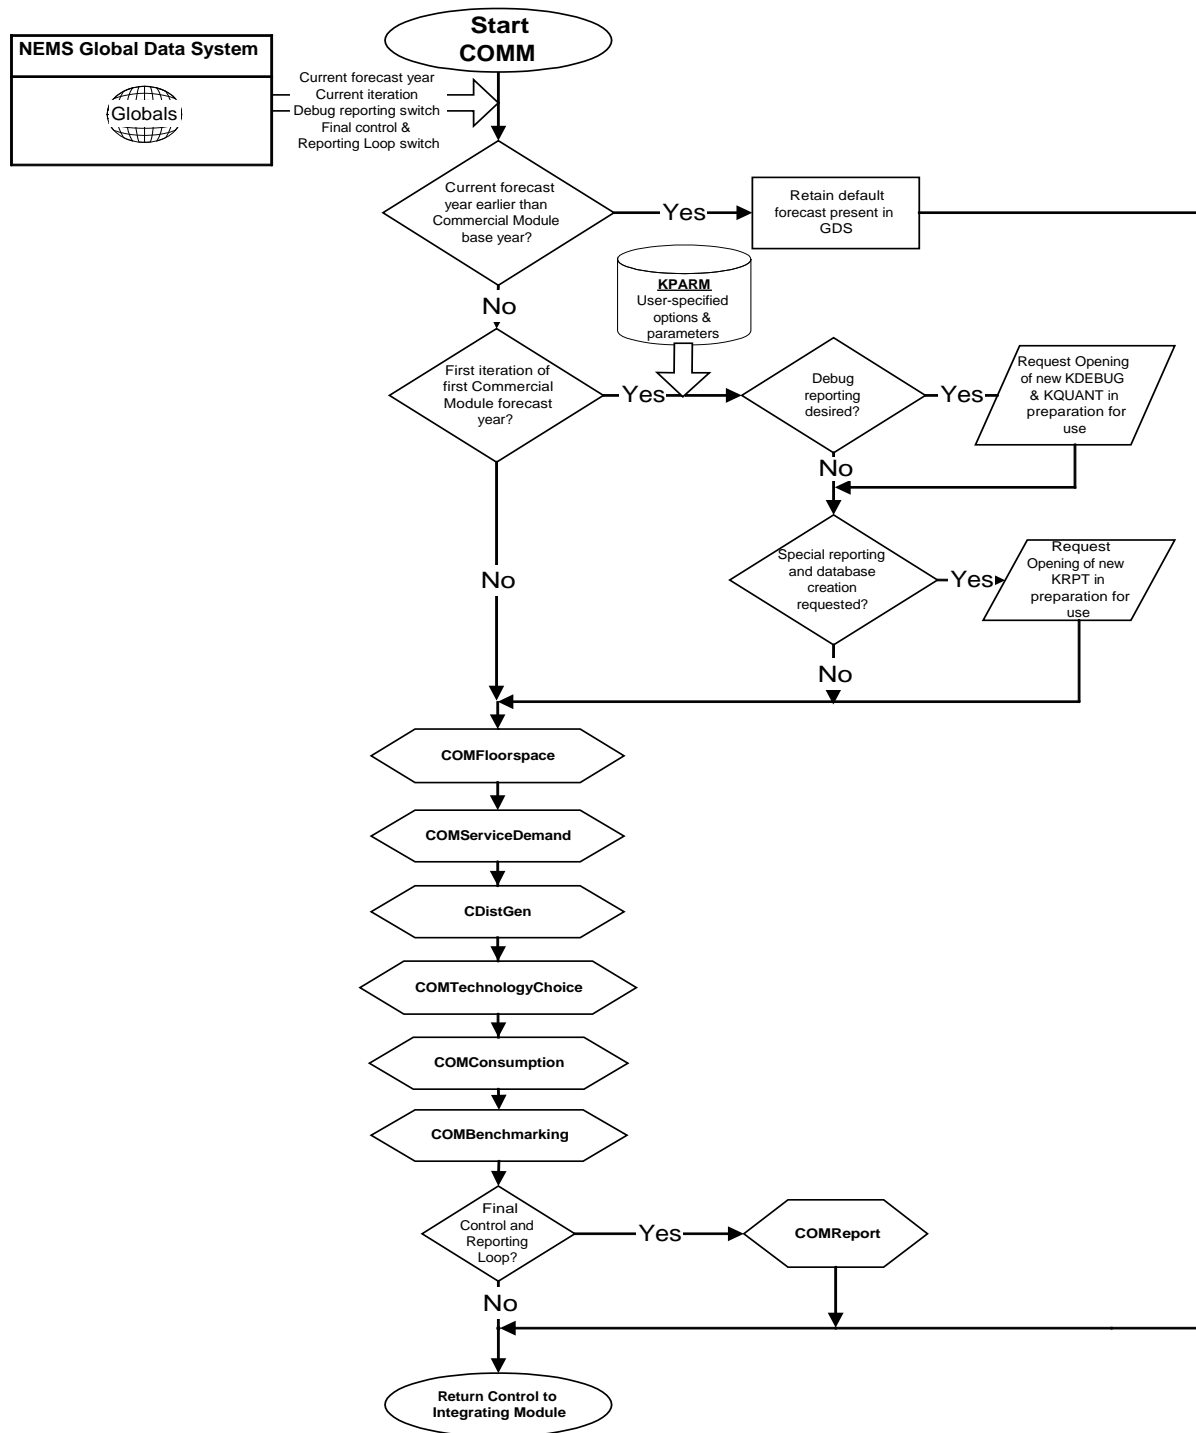 Start
COMM
NEMS Global Data System
Globals
Current forecast year
Current iteration
Debug reporting switch
Final control &
Reporting Loop switch
Current forecast
year earlier than
Commercial Module
base year?
Yes
Retain default
forecast present in
GDS
No
KPARM
User-specified
options &
parameters
First iteration of
first Commercial
Module forecast
year?
Yes
Debug
reporting
desired?
Yes
Request Opening
of new KDEBUG
& KQUANT in
preparation for
use
No
Special reporting
and database
creation
requested?
Yes
Request
Opening of new
KRPT in
preparation for
use
No
No
COMFloorspace
COMServiceDemand
CDistGen
COMTechnologyChoice
COMConsumption
COMBenchmarking
Final
Control and
Reporting
Loop?
Yes
COMReport
No
Return Control to
Integrating Module